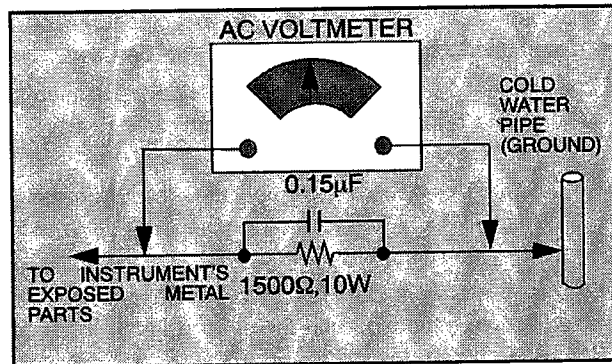 AC VOLTMETER
COLD
WATER
PIPE
(GROUND)
0.15μF
TO INSTRUMENT'S
EXPOSED METAL
PARTS
1500Ω,10W